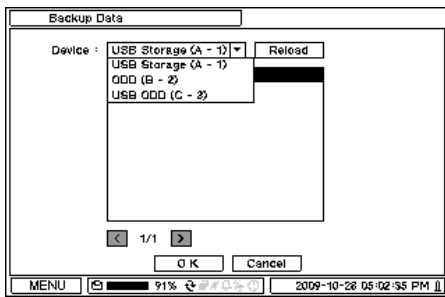 Backup Data
Device : USB Storage (A - 1) Reload
USB Storage (A - 1)
ODD (B - 2)
USB ODD (C - 2)
< 1/1 >
OK Cancel
MENU 91% 2009-10-28 05:02:35 PM